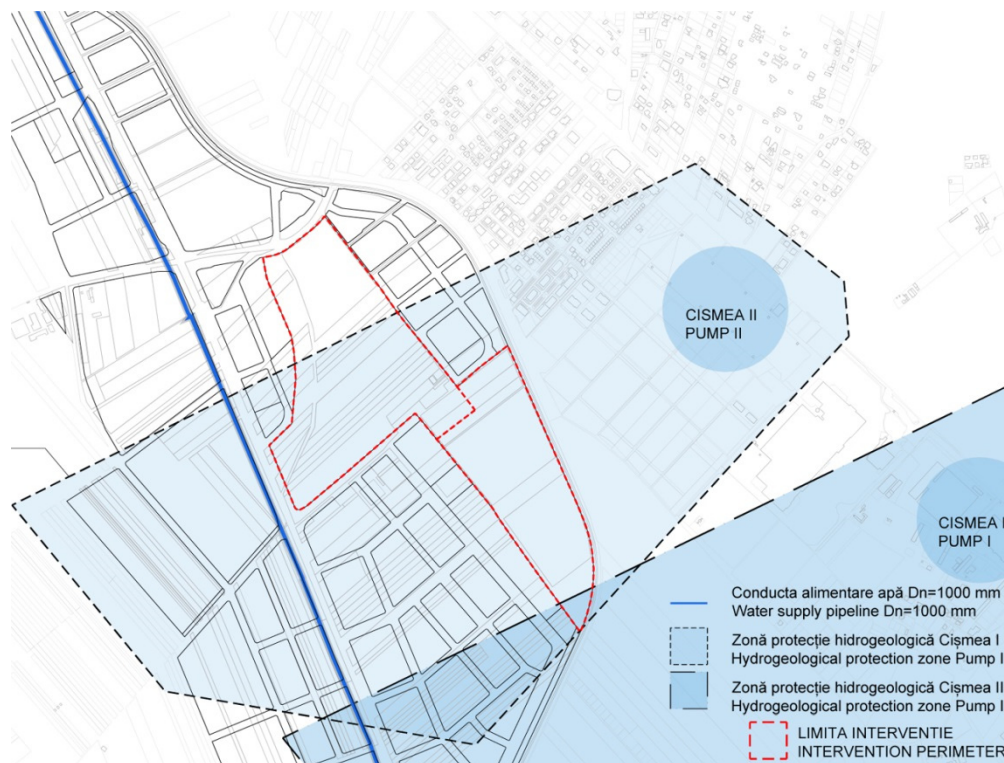 CISMEA II
PUMP II
CISMEA I
PUMP I
Conducta alimentare apă Dn=1000 mm
Water supply pipeline Dn=1000 mm
Zonă protecție hidrogeologică Cișmea I
Hydrogeological protection zone Pump I
Zonă protecție hidrogeologică Cișmea II
Hydrogeological protection zone Pump I
LIMITA INTERVENTIE
INTERVENTION PERIMETER